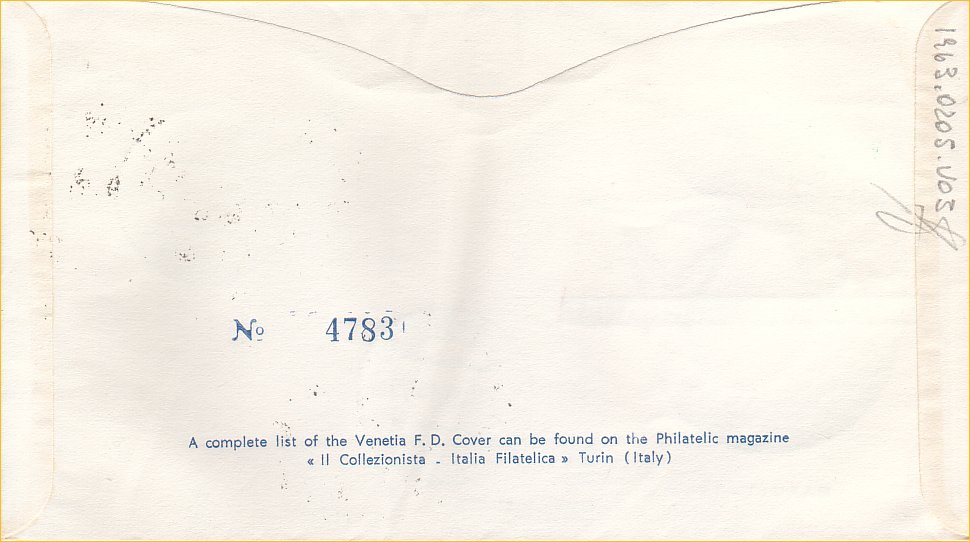 1963.0205.V03
Nº 4783
A complete list of the Venetia F. D. Cover can be found on the Philatelic magazine
« Il Collezionista - Italia Filatelica » Turin (Italy)